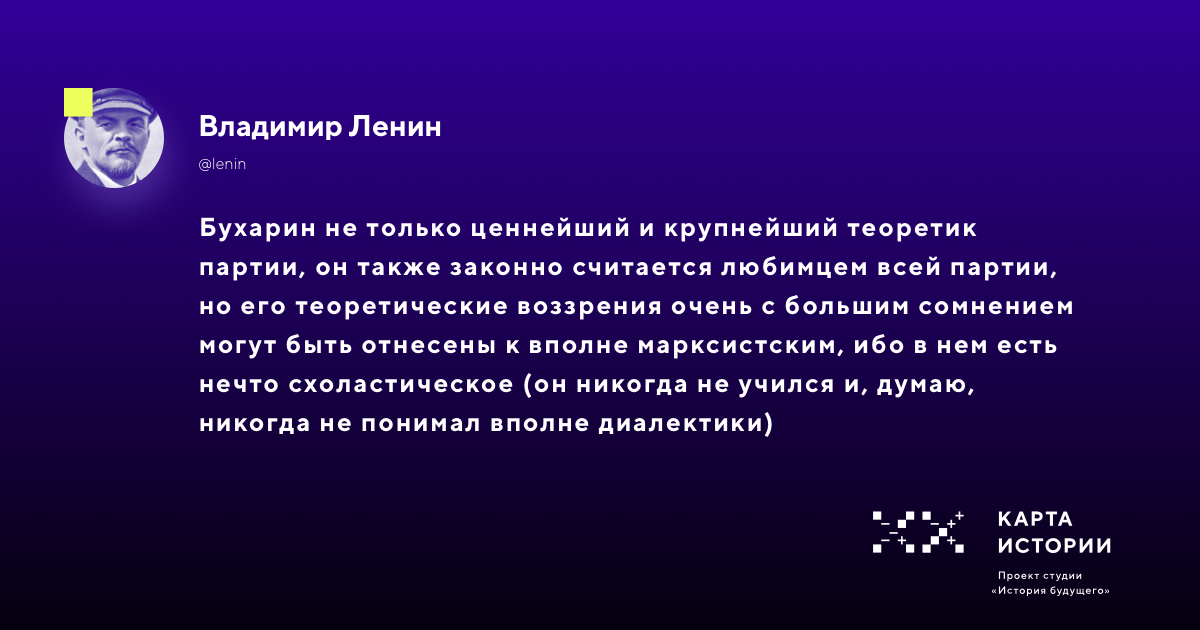 Владимир Ленин
@lenin
Бухарин не только ценнейший и крупнейший теоретик
партии, он также законно считается любимцем всей партии,
но его теоретические воззрения очень с большим сомнением
могут быть отнесены к вполне марксистским, ибо в нем есть
нечто схоластическое (он никогда не учился и, думаю,
никогда не понимал вполне диалектики)
КАРТА
ИСТОРИИ
Проект студии
«История будущего»